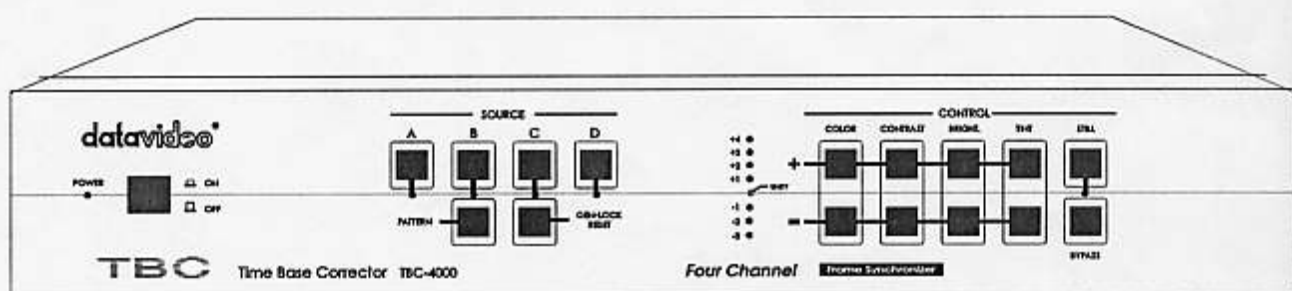 SOURCE
CONTROL
A B C D
COLOR CONTRAST BRIGHT. TINT STILL
datavideo
+4
+3
+2
+1
+
POWER
ON
OFF
UNITY
PATTERN
GEN-LOCK
RESET
-1
-2
-3
BYPASS
TBC Time Base Corrector TBC-4000
Four Channel Frame Synchronizer